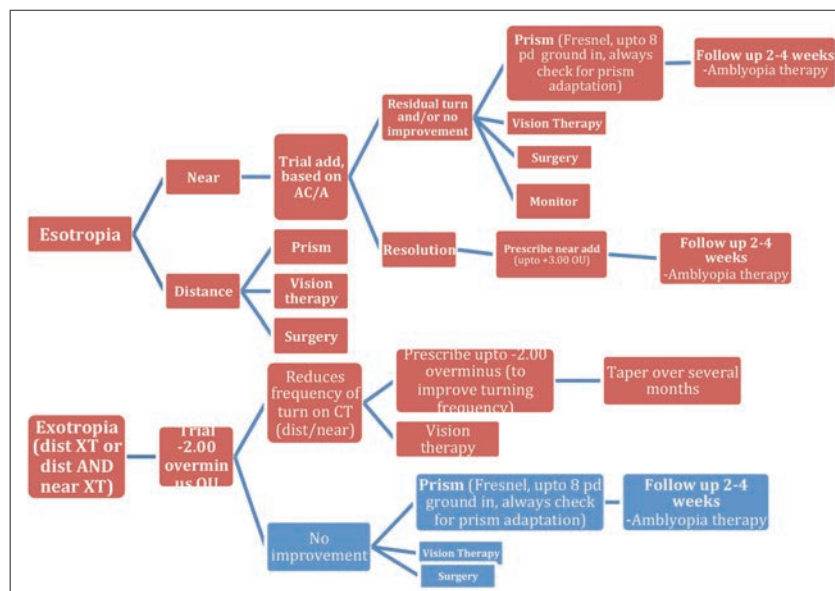 Esotropia
Near
Trial add,
based on
AC/A
Residual turn
and/or no
improvement
Prism (Fresnel, upto 8
pd ground in, always
check for prism
adaptation)
Follow up 2-4 weeks
-Amblyopia therapy
Vision Therapy
Surgery
Monitor
Resolution
Prescribe near add
(upto +3.00 OU)
Follow up 2-4
weeks
-Amblyopia therapy
Distance
Prism
Vision
therapy
Surgery
Exotropia
(dist XT or
dist AND
near XT)
Trial
-2.00
overmin
us OU
Reduces
frequency of
turn on CT
(dist/near)
Prescribe upto -2.00
overminus (to
improve turning
frequency)
Taper over several
months
Vision
therapy
No
improvement
Prism (Fresnel, upto 8 pd
ground in, always check
for prism adaptation)
Follow up 2-4
weeks
-Amblyopia therapy
Vision Therapy
Surgery